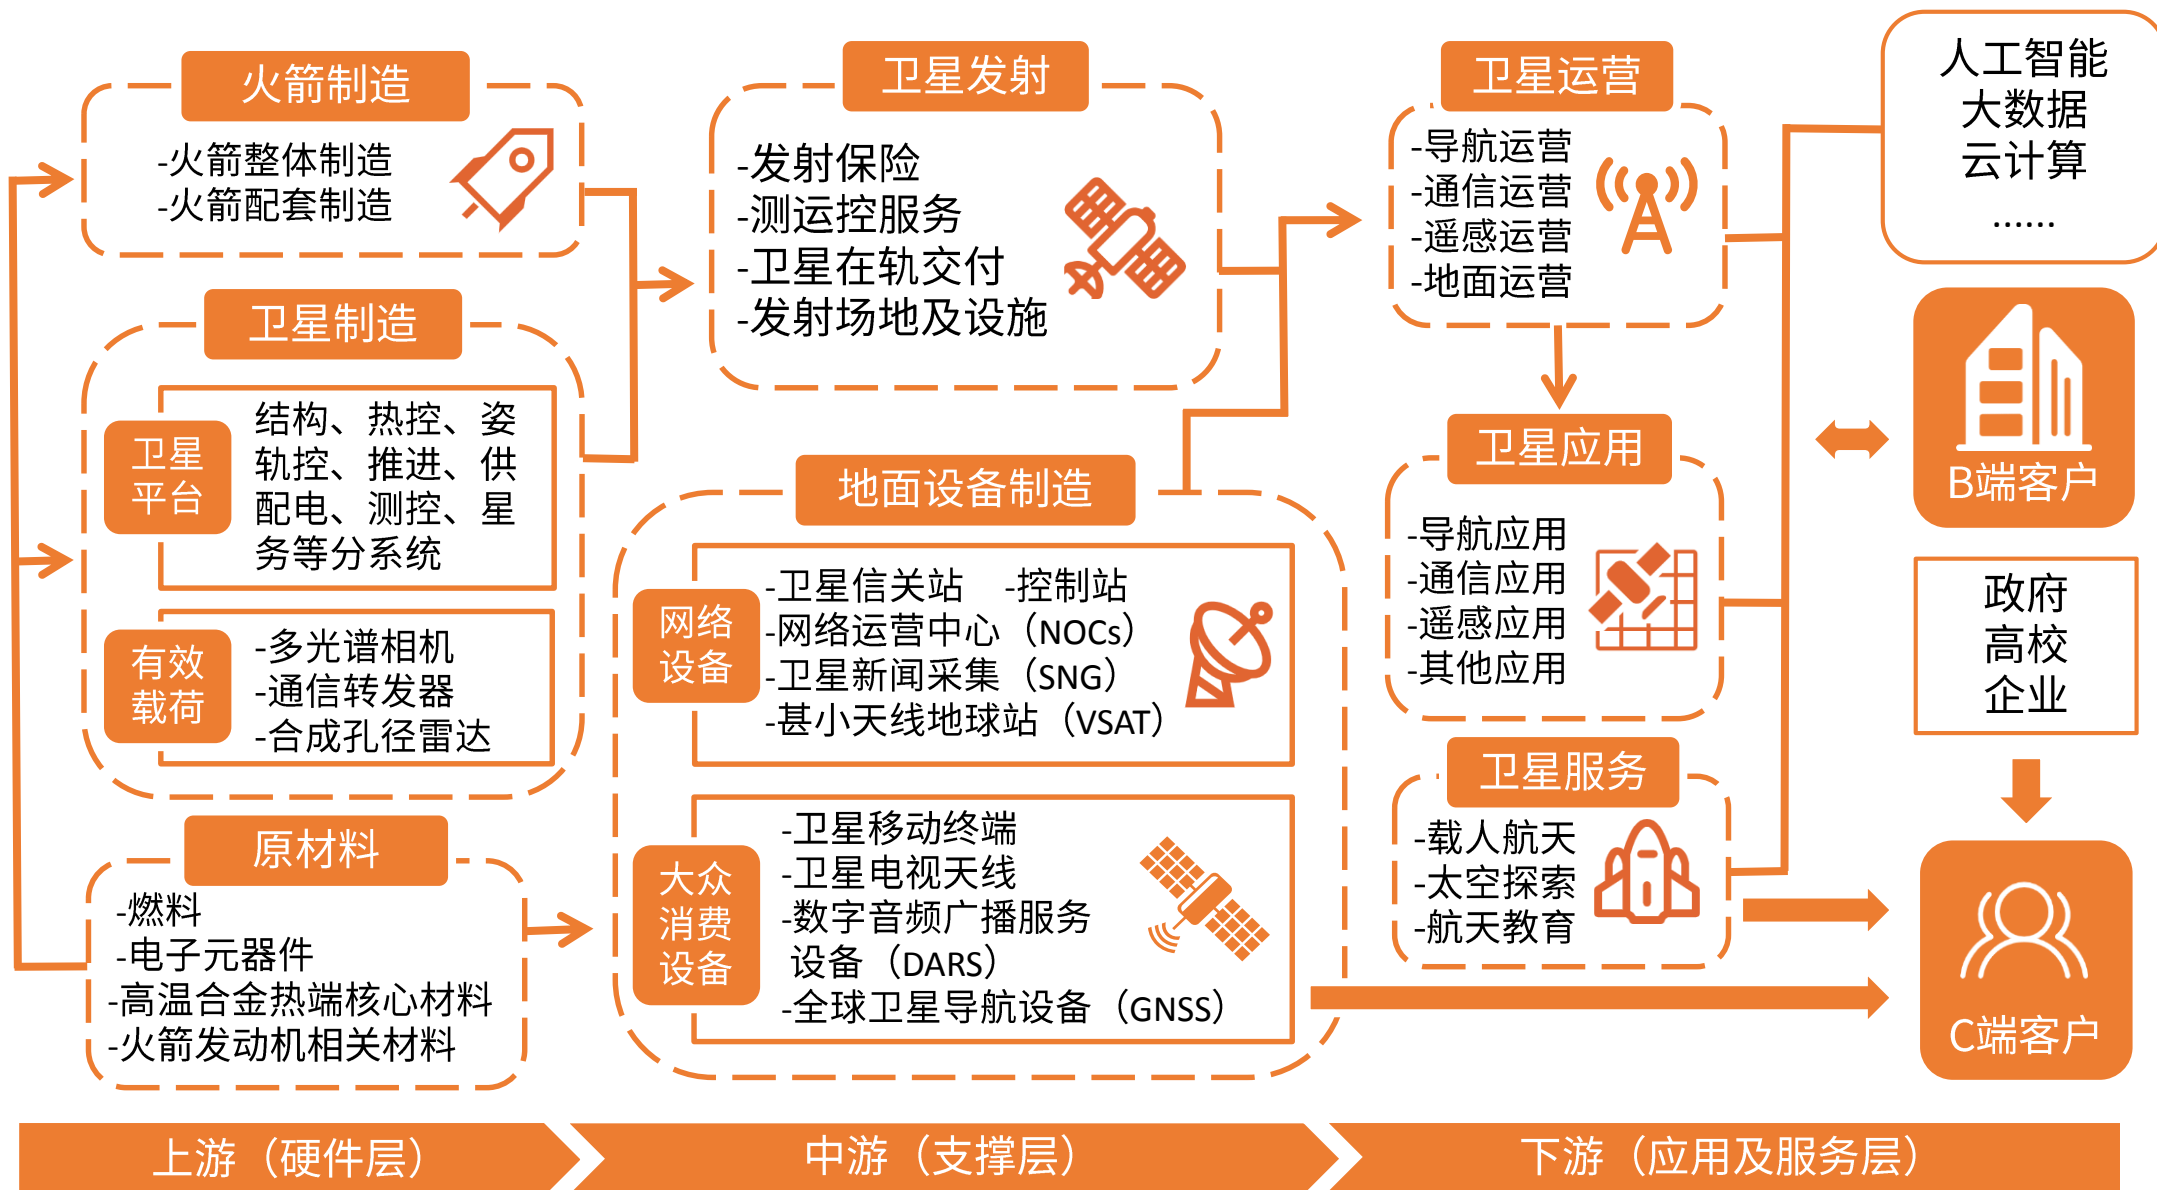 火箭制造
-火箭整体制造
-火箭配套制造
卫星制造
卫星
平台
结构、热控、姿
轨控、推进、供
配电、测控、星
务等分系统
有效
载荷
-多光谱相机
-通信转发器
-合成孔径雷达
原材料
-燃料
-电子元器件
-高温合金热端核心材料
-火箭发动机相关材料
卫星发射
-发射保险
-测运控服务
-卫星在轨交付
-发射场地及设施
地面设备制造
网络
设备
-卫星信关站 -控制站
-网络运营中心（NOCs）
-卫星新闻采集（SNG）
-甚小天线地球站（VSAT）
大众
消费
设备
-卫星移动终端
-卫星电视天线
-数字音频广播服务
设备（DARS）
-全球卫星导航设备（GNSS）
卫星运营
-导航运营
-通信运营
-遥感运营
-地面运营
卫星应用
-导航应用
-通信应用
-遥感应用
-其他应用
卫星服务
-载人航天
-太空探索
-航天教育
人工智能
大数据
云计算
……
B端客户
政府
高校
企业
C端客户
上游（硬件层）
中游（支撑层）
下游（应用及服务层）